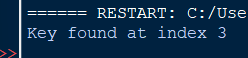 ====== RESTART: C:/Use
Key found at index 3
>>